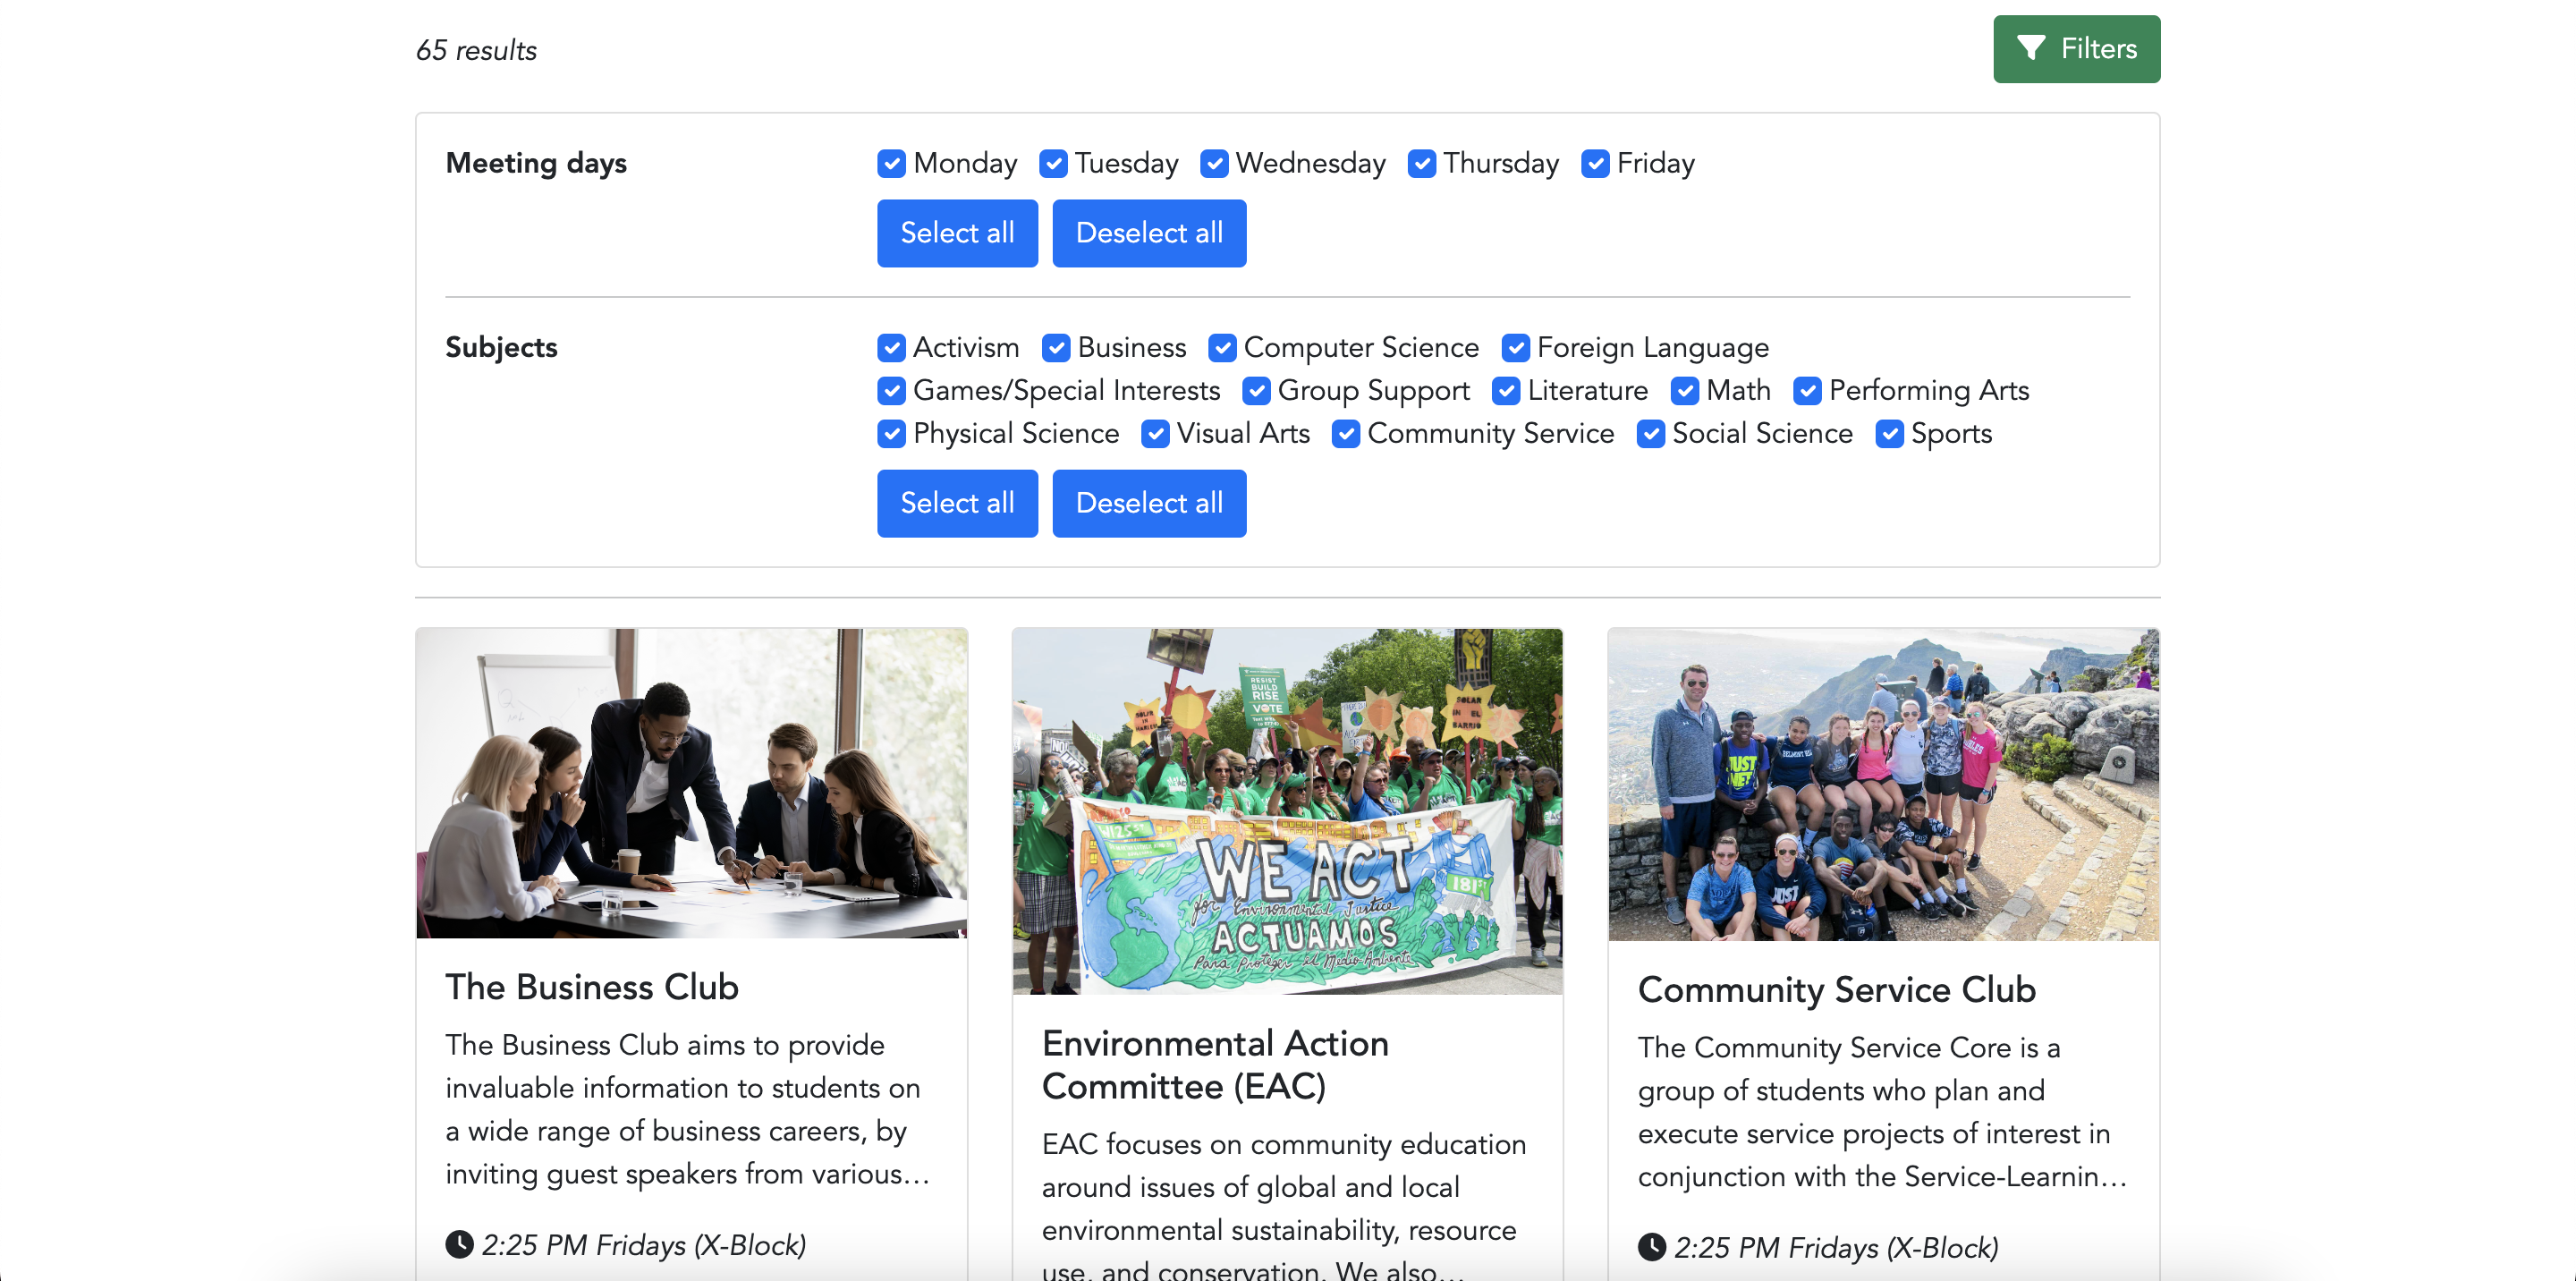 65 results
Filters
Meeting days
Monday Tuesday Wednesday Thursday Friday
Select all Deselect all
Subjects
Activism Business Computer Science Foreign Language
Games/Special Interests Group Support Literature Math Performing Arts
Physical Science Visual Arts Community Service Social Science Sports
Select all Deselect all
RESIST
BUILD
RISE
VOTE
SOLAR
IN EL
BARRIO
WE ACT
for Environmental Justice
ACTUAMOS
Para Proteger el Medio Ambiente
181
JUST
The Business Club
The Business Club aims to provide
invaluable information to students on
a wide range of business careers, by
inviting guest speakers from various…
2:25 PM Fridays (X-Block)
Environmental Action
Committee (EAC)
EAC focuses on community education
around issues of global and local
environmental sustainability, resource
use, and conservation. We also…
Community Service Club
The Community Service Core is a
group of students who plan and
execute service projects of interest in
conjunction with the Service-Learnin…
2:25 PM Fridays (X-Block)